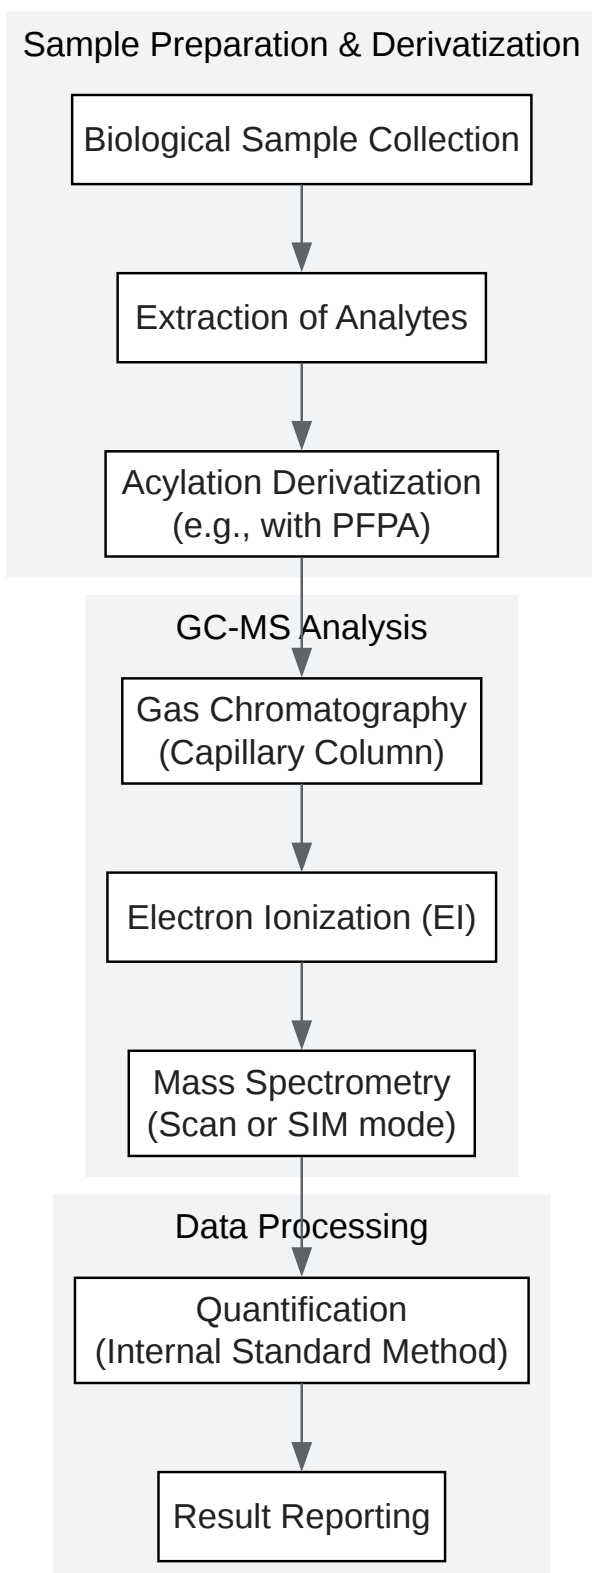 Sample Preparation & Derivatization
Biological Sample Collection
Extraction of Analytes
Acylation Derivatization
(e.g., with PFPA)
GC-MS Analysis
Gas Chromatography
(Capillary Column)
Electron Ionization (EI)
Mass Spectrometry
(Scan or SIM mode)
Data Processing
Quantification
(Internal Standard Method)
Result Reporting